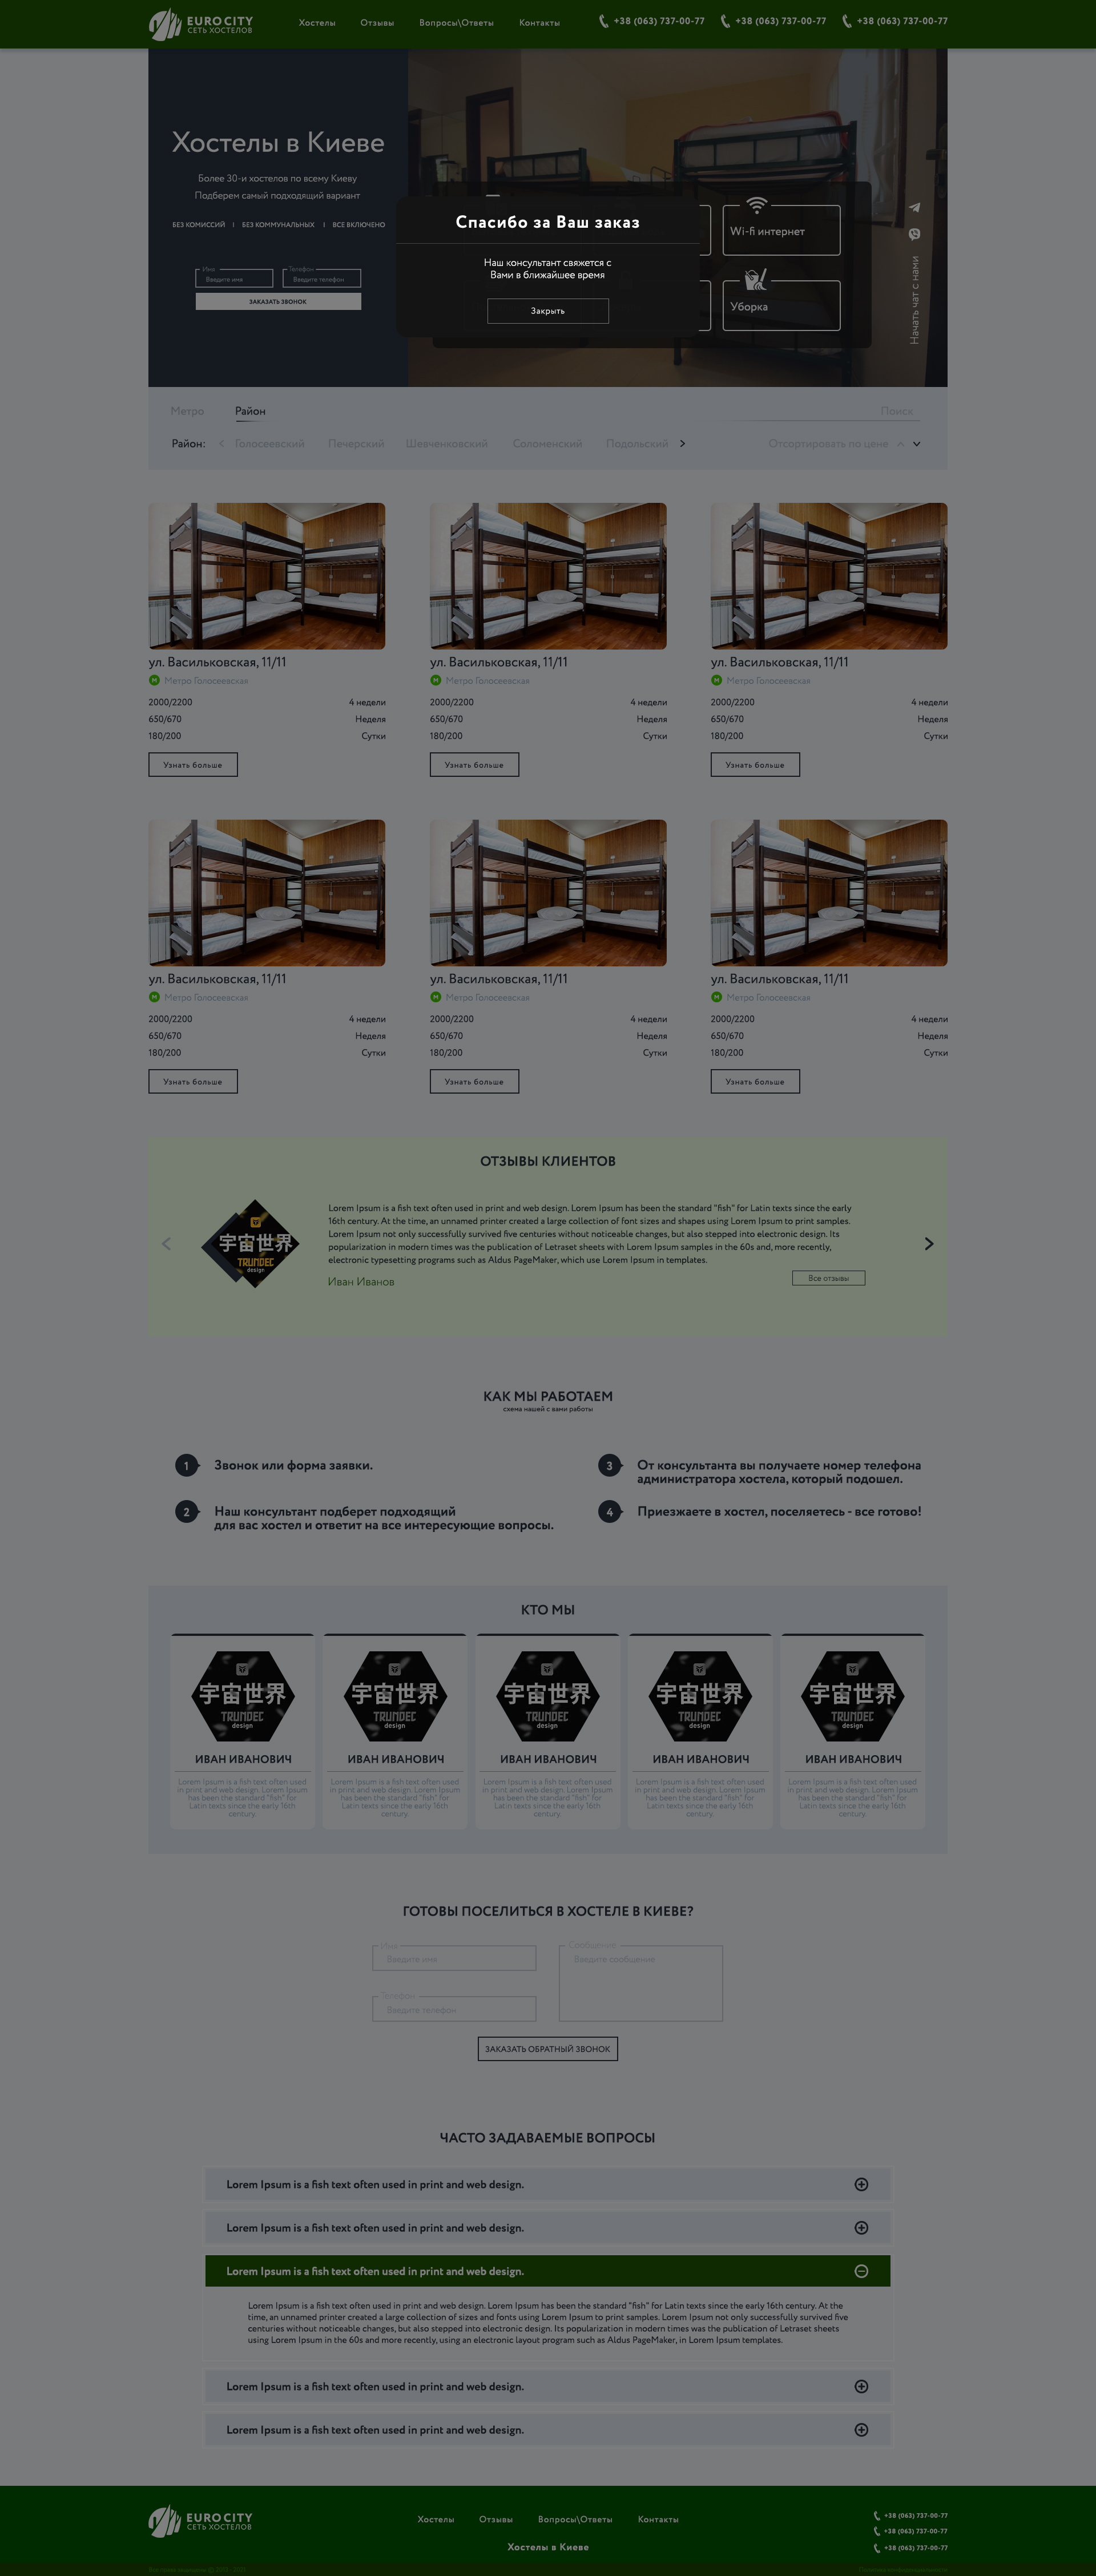 EUROCITY
СЕТЬ ХОСТЕЛОВ
Хостелы
Отзывы
Вопросы\Ответы
Контакты
+38 (063) 737-00-77
+38 (063) 737-00-77
+38 (063) 737-00-77
Хостелы в Киеве
Более 30-и хостелов по всему Киеву
Подберем самый подходящий вариант
БЕЗ КОМИССИЙ | БЕЗ КОММУНАЛЬНЫХ | ВСЕ ВКЛЮЧЕНО
Имя
Введите имя
Телефон
Введите телефон
ЗАКАЗАТЬ ЗВОНОК
Спасибо за Ваш заказ
Наш консультант свяжется с
Вами в ближайшее время
Закрыть
Wi-fi интернет
Уборка
Начать чат с нами
Метро
Район
Поиск
Район:
Голосеевский
Печерский
Шевченковский
Соломенский
Подольский
Отсортировать по цене
ул. Васильковская, 11/11
М Метро Голосеевская
2000/2200 4 недели
650/670 Неделя
180/200 Сутки
Узнать больше
ул. Васильковская, 11/11
М Метро Голосеевская
2000/2200 4 недели
650/670 Неделя
180/200 Сутки
Узнать больше
ул. Васильковская, 11/11
М Метро Голосеевская
2000/2200 4 недели
650/670 Неделя
180/200 Сутки
Узнать больше
ул. Васильковская, 11/11
М Метро Голосеевская
2000/2200 4 недели
650/670 Неделя
180/200 Сутки
Узнать больше
ул. Васильковская, 11/11
М Метро Голосеевская
2000/2200 4 недели
650/670 Неделя
180/200 Сутки
Узнать больше
ул. Васильковская, 11/11
М Метро Голосеевская
2000/2200 4 недели
650/670 Неделя
180/200 Сутки
Узнать больше
ОТЗЫВЫ КЛИЕНТОВ
宇宙世界
TRUNDEC
design
Lorem Ipsum is a fish text often used in print and web design. Lorem Ipsum has been the standard "fish" for Latin texts since the early
16th century. At the time, an unnamed printer created a large collection of font sizes and shapes using Lorem Ipsum to print samples.
Lorem Ipsum not only successfully survived five centuries without noticeable changes, but also stepped into electronic design. Its
popularization in modern times was the publication of Letraset sheets with Lorem Ipsum samples in the 60s and, more recently,
electronic typesetting programs such as Aldus PageMaker, which use Lorem Ipsum in templates.
Иван Иванов
Все отзывы
КАК МЫ РАБОТАЕМ
схема нашей с вами работы
1 Звонок или форма заявки.
2 Наш консультант подберет подходящий
для вас хостел и ответит на все интересующие вопросы.
3 От консультанта вы получаете номер телефона
администратора хостела, который подошел.
4 Приезжаете в хостел, поселяетесь - все готово!
КТО МЫ
宇宙世界
TRUNDEC
design
ИВАН ИВАНОВИЧ
Lorem Ipsum is a fish text often used
in print and web design. Lorem Ipsum
has been the standard "fish" for
Latin texts since the early 16th
century.
宇宙世界
TRUNDEC
design
ИВАН ИВАНОВИЧ
Lorem Ipsum is a fish text often used
in print and web design. Lorem Ipsum
has been the standard "fish" for
Latin texts since the early 16th
century.
宇宙世界
TRUNDEC
design
ИВАН ИВАНОВИЧ
Lorem Ipsum is a fish text often used
in print and web design. Lorem Ipsum
has been the standard "fish" for
Latin texts since the early 16th
century.
宇宙世界
TRUNDEC
design
ИВАН ИВАНОВИЧ
Lorem Ipsum is a fish text often used
in print and web design. Lorem Ipsum
has been the standard "fish" for
Latin texts since the early 16th
century.
宇宙世界
TRUNDEC
design
ИВАН ИВАНОВИЧ
Lorem Ipsum is a fish text often used
in print and web design. Lorem Ipsum
has been the standard "fish" for
Latin texts since the early 16th
century.
ГОТОВЫ ПОСЕЛИТЬСЯ В ХОСТЕЛЕ В КИЕВЕ?
Имя
Введите имя
Телефон
Введите телефон
Сообщение
Введите сообщение
ЗАКАЗАТЬ ОБРАТНЫЙ ЗВОНОК
ЧАСТО ЗАДАВАЕМЫЕ ВОПРОСЫ
Lorem Ipsum is a fish text often used in print and web design.
Lorem Ipsum is a fish text often used in print and web design.
Lorem Ipsum is a fish text often used in print and web design.
Lorem Ipsum is a fish text often used in print and web design. Lorem Ipsum has been the standard "fish" for Latin texts since the early 16th century. At the
time, an unnamed printer created a large collection of sizes and fonts using Lorem Ipsum to print samples. Lorem Ipsum not only successfully survived five
centuries without noticeable changes, but also stepped into electronic design. Its popularization in modern times was the publication of Letraset sheets
using Lorem Ipsum in the 60s and more recently, using an electronic layout program such as Aldus PageMaker, in Lorem Ipsum templates.
Lorem Ipsum is a fish text often used in print and web design.
Lorem Ipsum is a fish text often used in print and web design.
EUROCITY
СЕТЬ ХОСТЕЛОВ
Хостелы
Отзывы
Вопросы\Ответы
Контакты
Хостелы в Киеве
+38 (063) 737-00-77
+38 (063) 737-00-77
+38 (063) 737-00-77